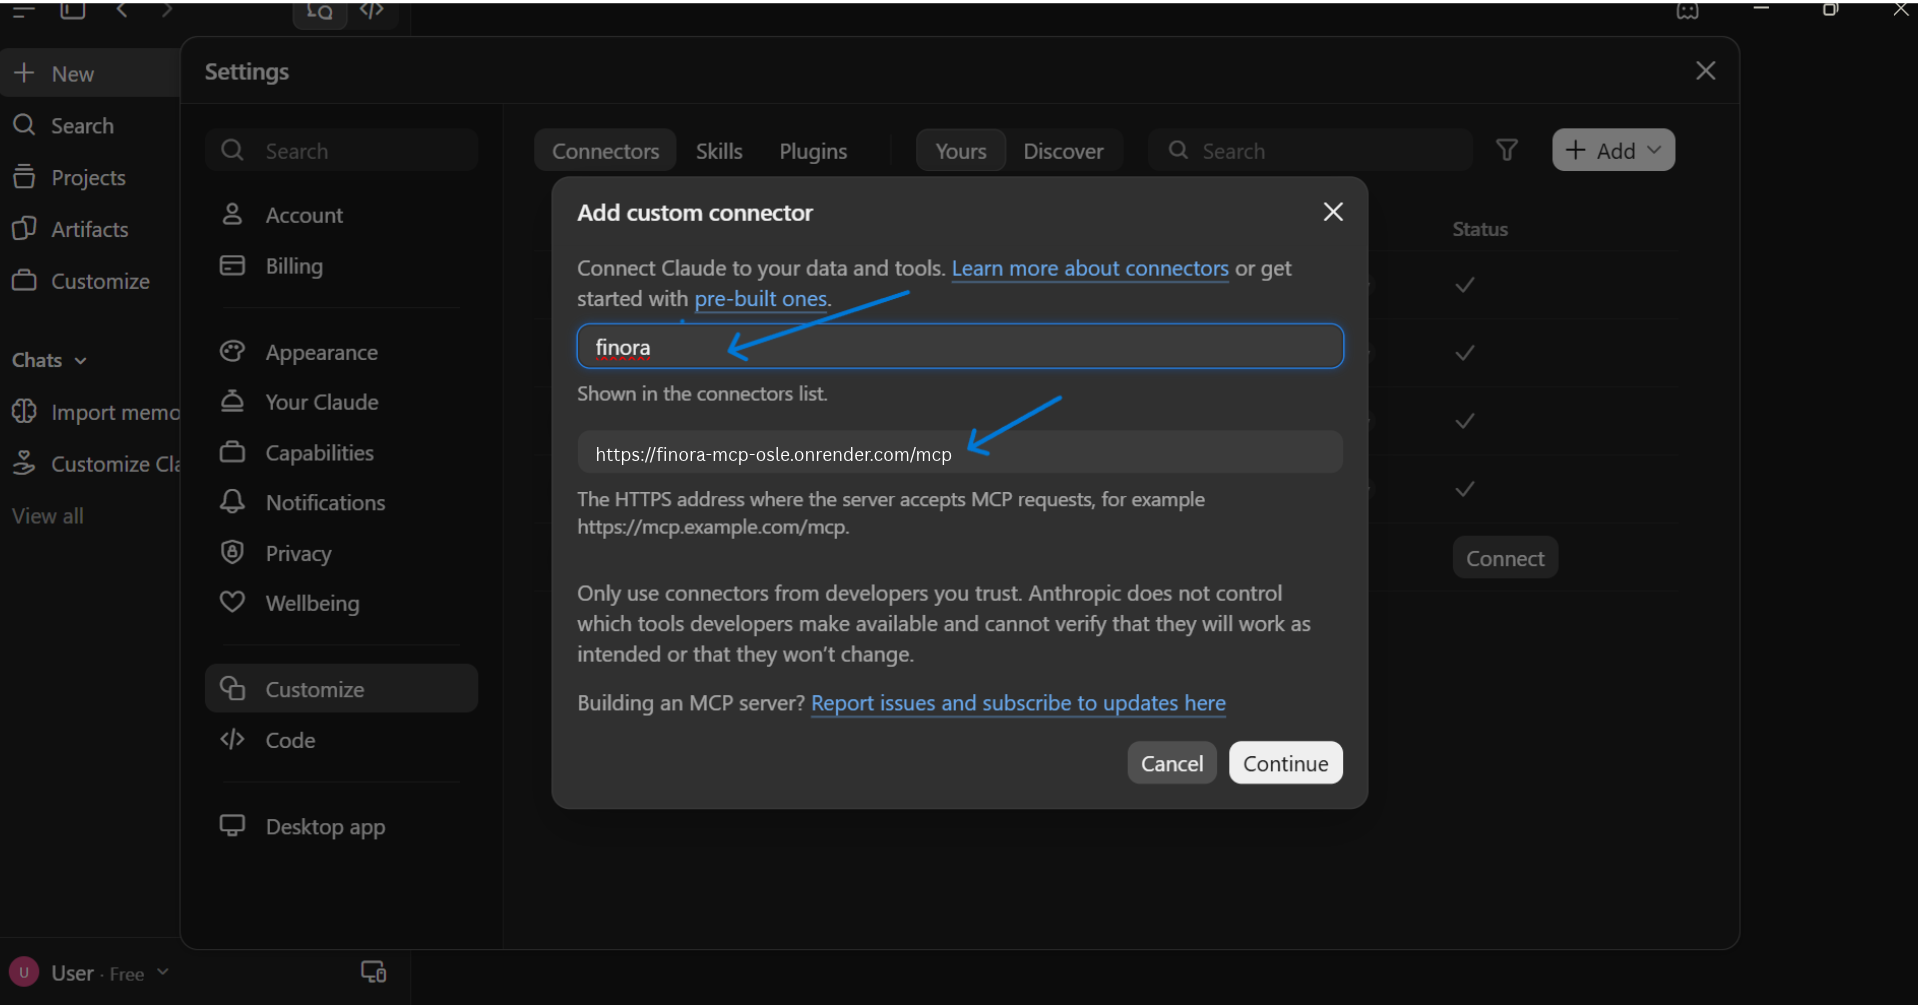 New
Search
Projects
Artifacts
Customize
Chats
Import memo
Customize Cla
View all
U
User · Free
Settings
Search
Account
Billing
Appearance
Your Claude
Capabilities
Notifications
Privacy
Wellbeing
Customize
Code
Desktop app
Connectors
Skills
Plugins
Yours
Discover
Search
Add
Status
Connect
Add custom connector
Connect Claude to your data and tools. Learn more about connectors or get
started with pre-built ones.
finora
Shown in the connectors list.
https://finora-mcp-osle.onrender.com/mcp
The HTTPS address where the server accepts MCP requests, for example
https://mcp.example.com/mcp.
Only use connectors from developers you trust. Anthropic does not control
which tools developers make available and cannot verify that they will work as
intended or that they won’t change.
Building an MCP server? Report issues and subscribe to updates here
Cancel
Continue